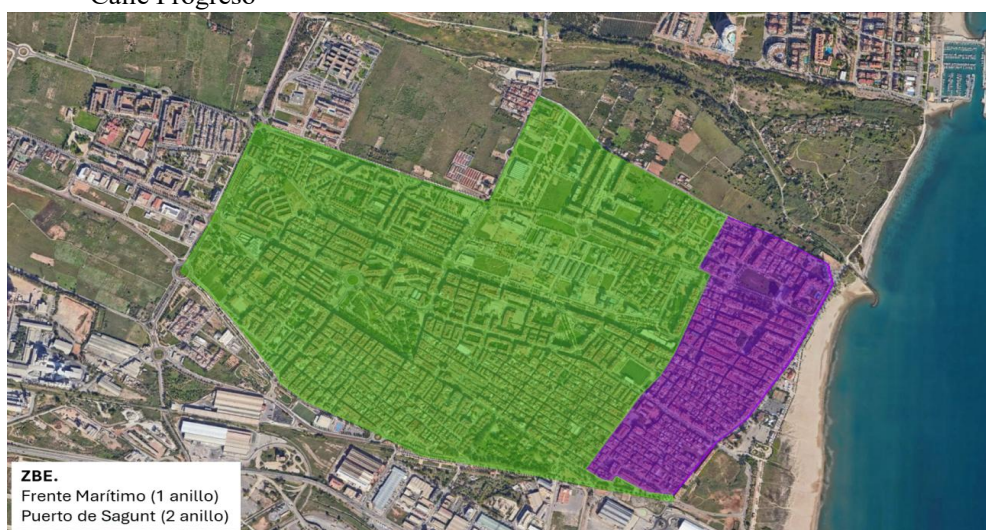 Calle Progreso
ZBE.
Frente Marítimo (1 anillo)
Puerto de Sagunt (2 anillo)